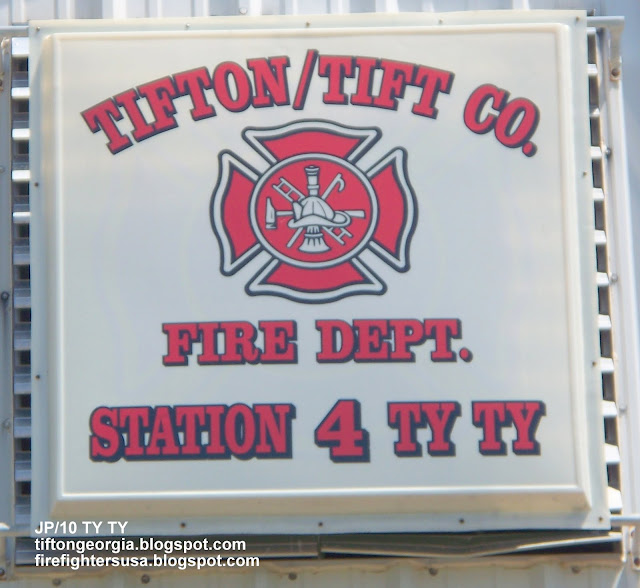 TIFTON/TIFT CO.
FIRE DEPT.
STATION 4 TY TY
JP/10 TY TY
tiftongeorgia.blogspot.com
firefightersusa.blogspot.com